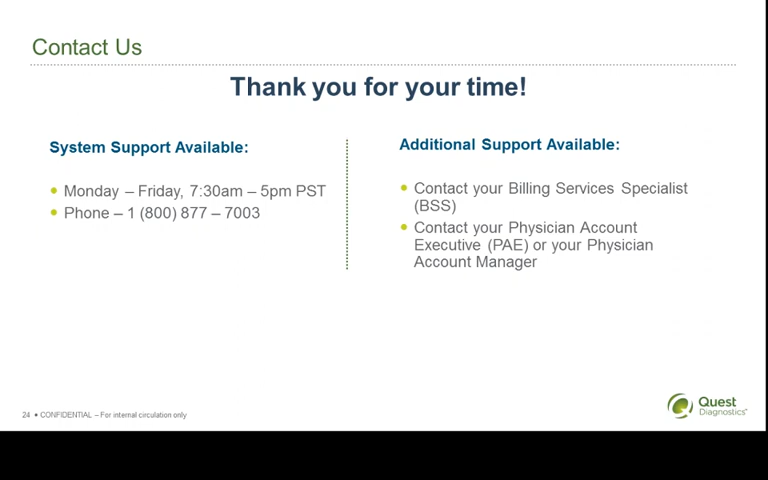 Contact Us
Thank you for your time!
System Support Available:
• Monday – Friday, 7:30am – 5pm PST
• Phone – 1 (800) 877 – 7003
Additional Support Available:
• Contact your Billing Services Specialist
(BSS)
• Contact your Physician Account
Executive (PAE) or your Physician
Account Manager
24 • CONFIDENTIAL – For internal circulation only
Quest
Diagnostics®